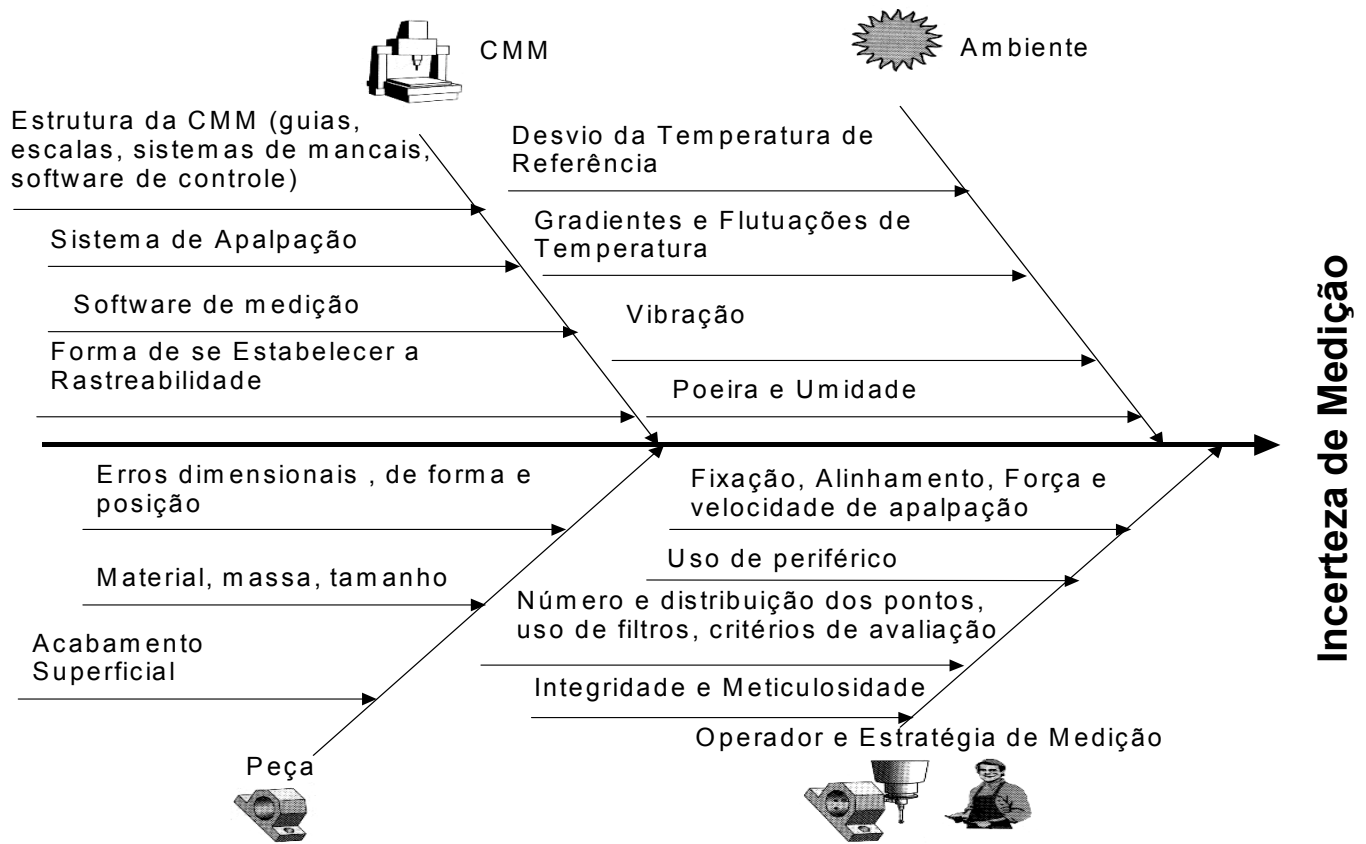 CMM
Ambiente
Estrutura da CMM (guias,
escalas, sistemas de mancais,
software de controle)
Sistema de Apalpação
Software de medição
Forma de se Estabelecer a
Rastreabilidade
Desvio da Temperatura de
Referência
Gradientes e Flutuações de
Temperatura
Vibração
Poeira e Umidade
Incerteza de Medição
Erros dimensionais , de forma e
posição
Material, massa, tamanho
Acabamento
Superficial
Peça
Fixação, Alinhamento, Força e
velocidade de apalpação
Uso de periférico
Número e distribuição dos pontos,
uso de filtros, critérios de avaliação
Integridade e Meticulosidade
Operador e Estratégia de Medição